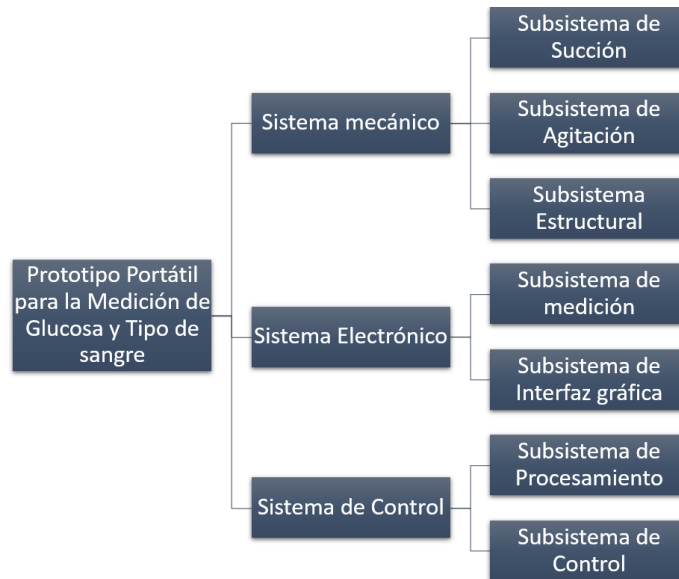 Prototipo Portátil
para la Medición de
Glucosa y Tipo de
sangre
Sistema mecánico
Subsistema de
Succión
Subsistema de
Agitación
Subsistema
Estructural
Sistema Electrónico
Subsistema de
medición
Subsistema de
Interfaz gráfica
Sistema de Control
Subsistema de
Procesamiento
Subsistema de
Control